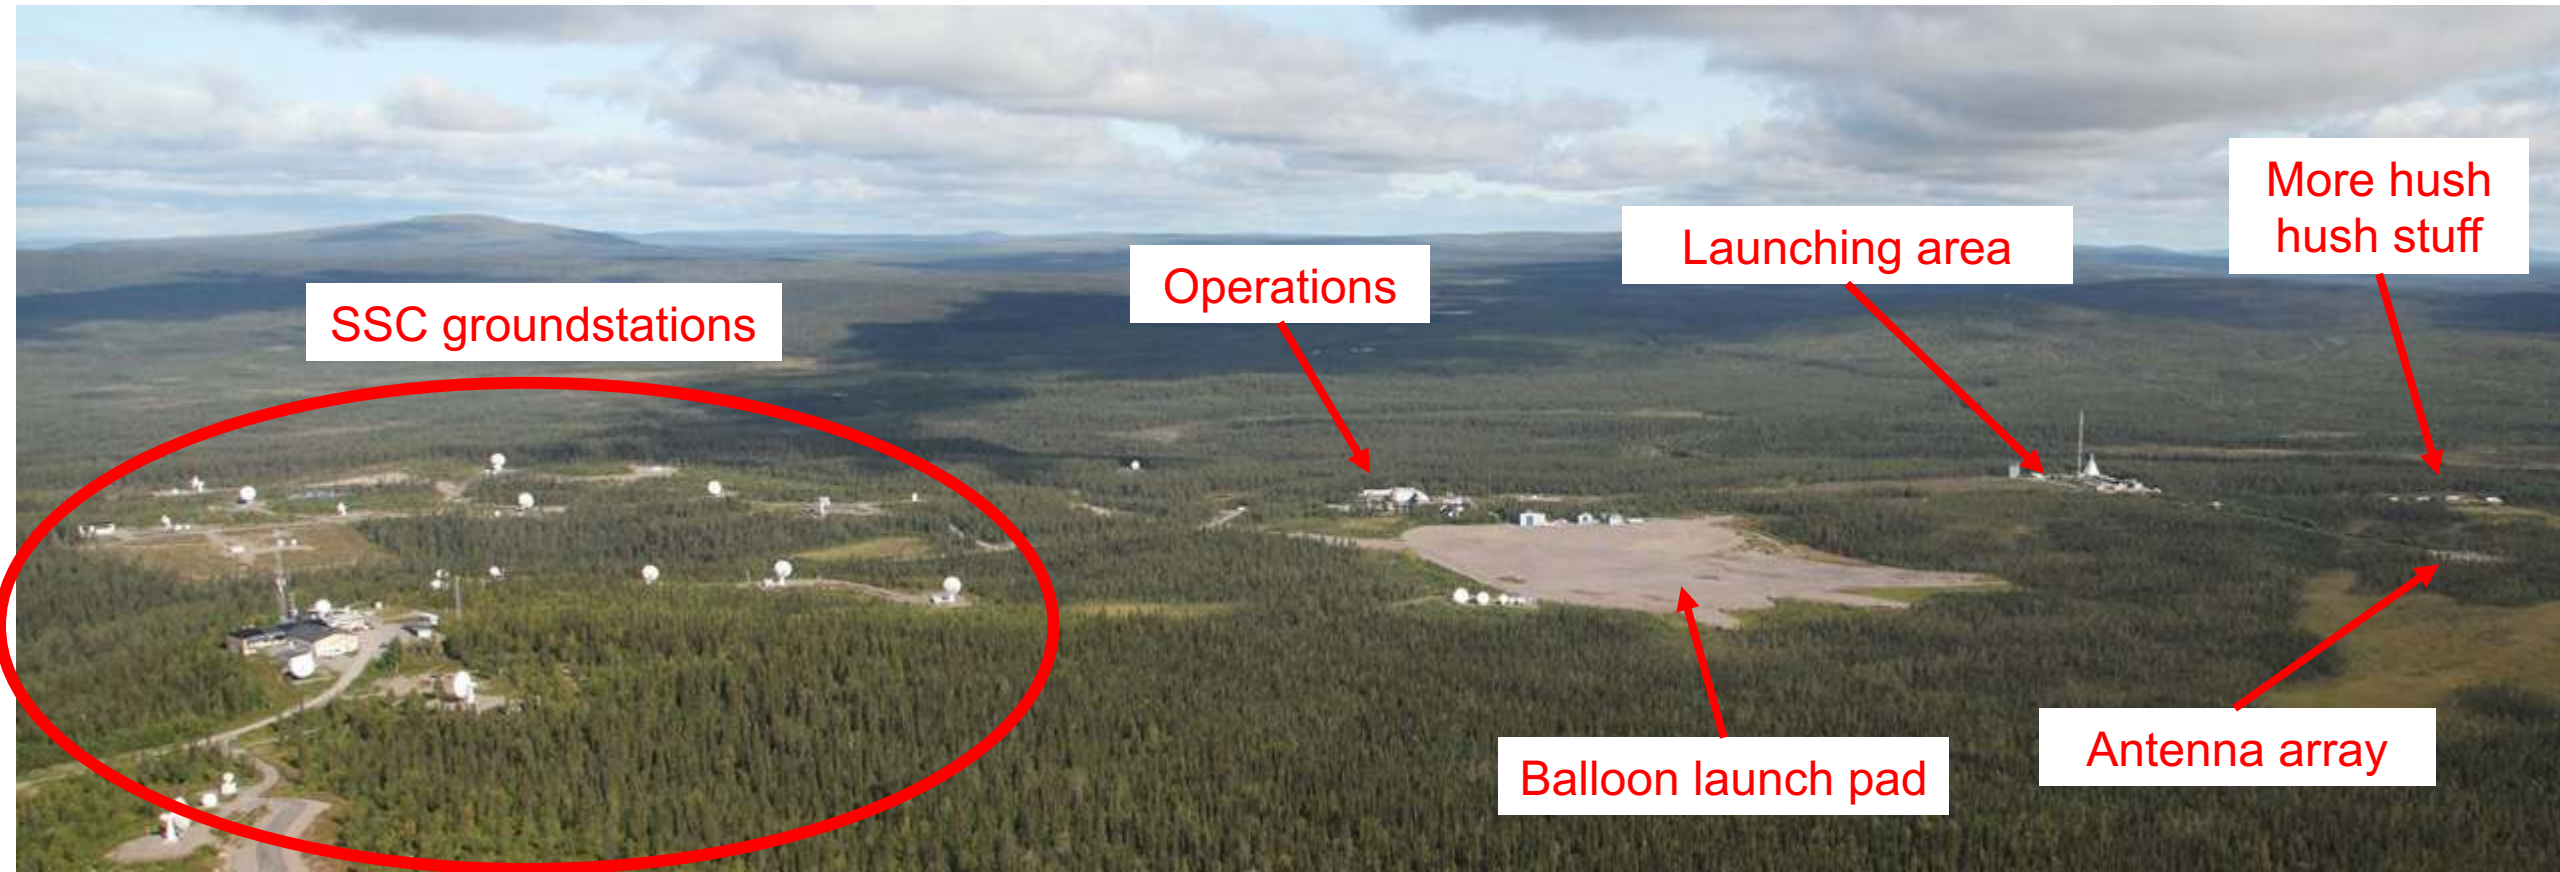 SSC groundstations
Operations
Launching area
More hush
hush stuff
Balloon launch pad
Antenna array